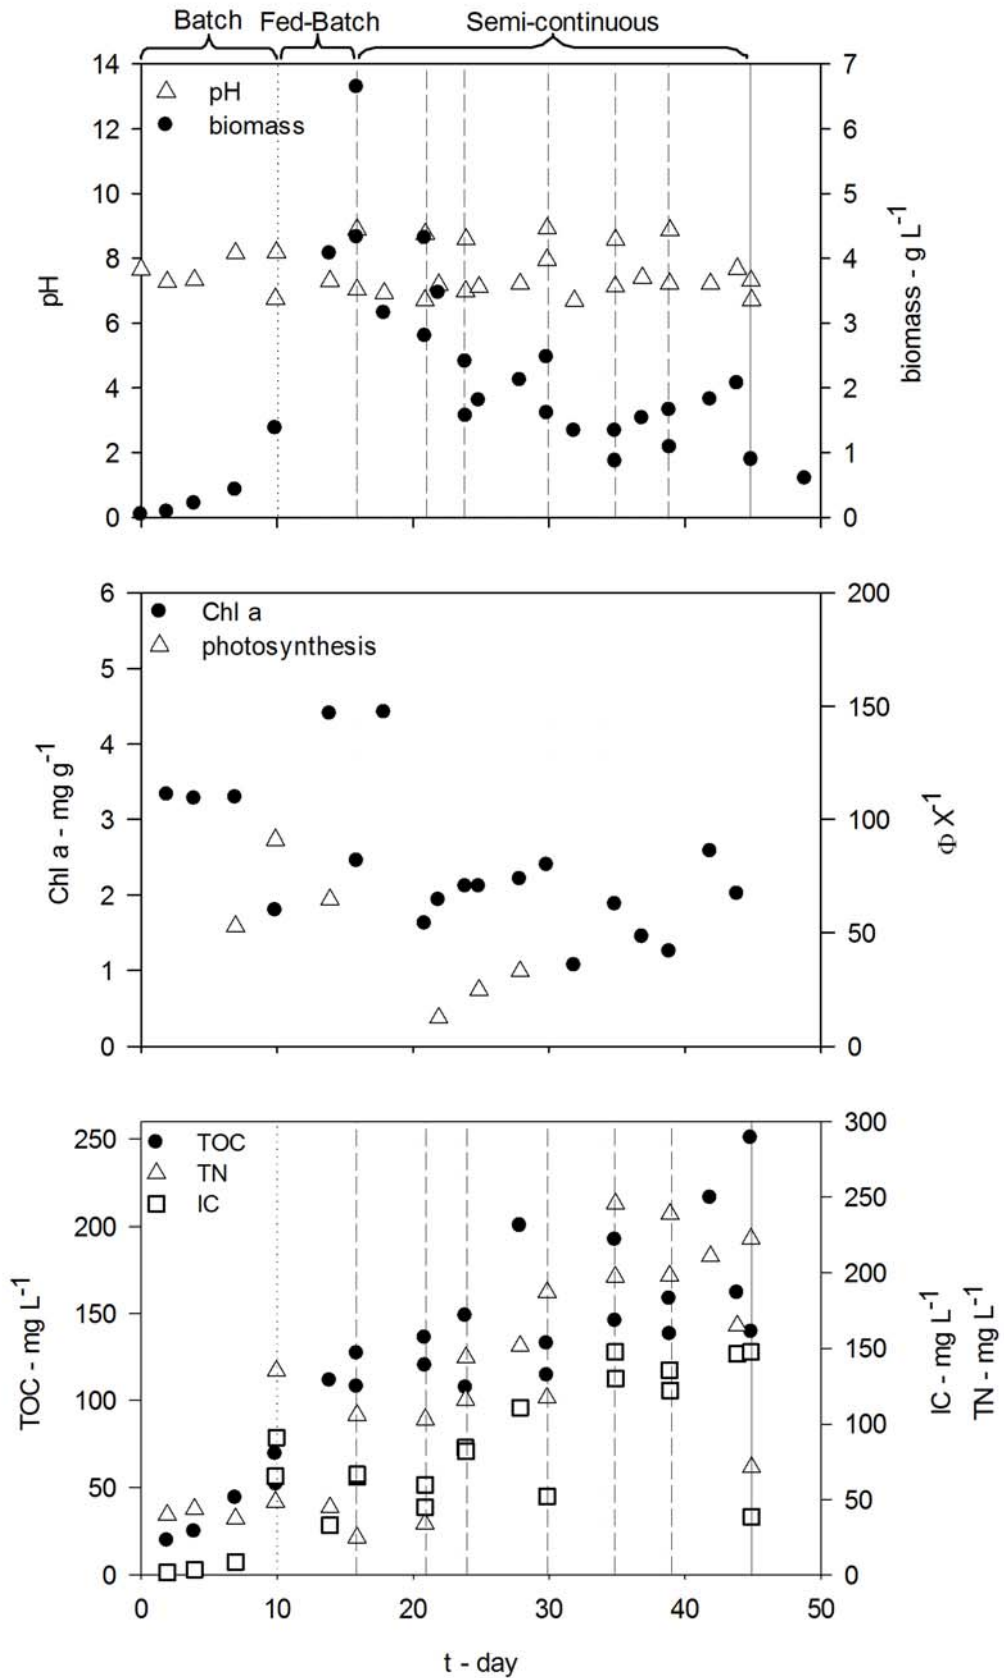 Batch Fed-Batch Semi-continuous
14 7
pH
biomass
12 6
10 5
8 4
6 3
4 2
2 1
0 0
pH
biomass - g L-1
6 200
Chl a
photosynthesis
5
150
4
3 100
2
50
1
0 0
Chl a - mg g-1
Φ X-1
300
250
TOC
TN
IC
250
200
200
150
150
100
100
50
50
0 0
TOC - mg L-1
IC - mg L-1
TN - mg L-1
0 10 20 30 40 50
t - day